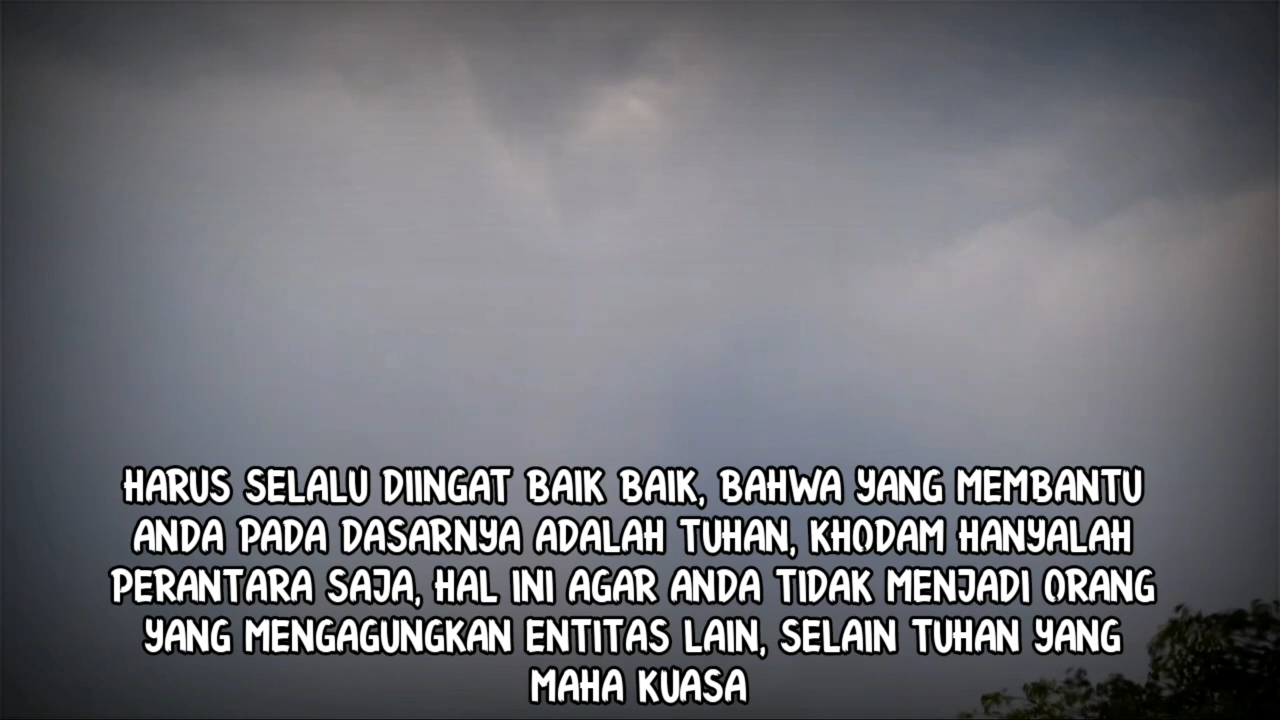 HARUS SELALU DIINGAT BAIK BAIK, BAHWA YANG MEMBANTU
ANDA PADA DASARNYA ADALAH TUHAN, KHODAM HANYALAH
PERANTARA SAJA, HAL INI AGAR ANDA TIDAK MENJADI ORANG
YANG MENGAGUNGKAN ENTITAS LAIN, SELAIN TUHAN YANG
MAHA KUASA